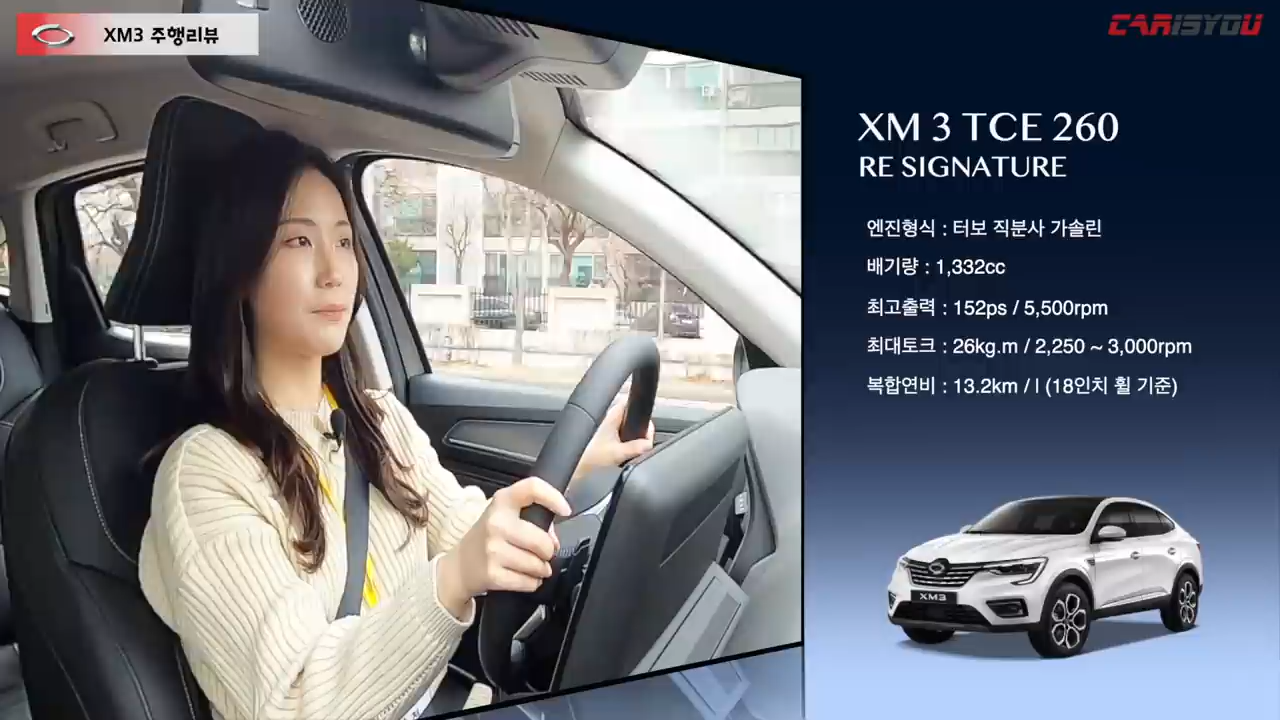 XM3 주행리뷰
CARISYOU
XM 3 TCE 260
RE SIGNATURE
엔진형식 : 터보 직분사 가솔린
배기량 : 1,332cc
최고출력 : 152ps / 5,500rpm
최대토크 : 26kg.m / 2,250 ~ 3,000rpm
복합연비 : 13.2km / l (18인치 휠 기준)
XM3